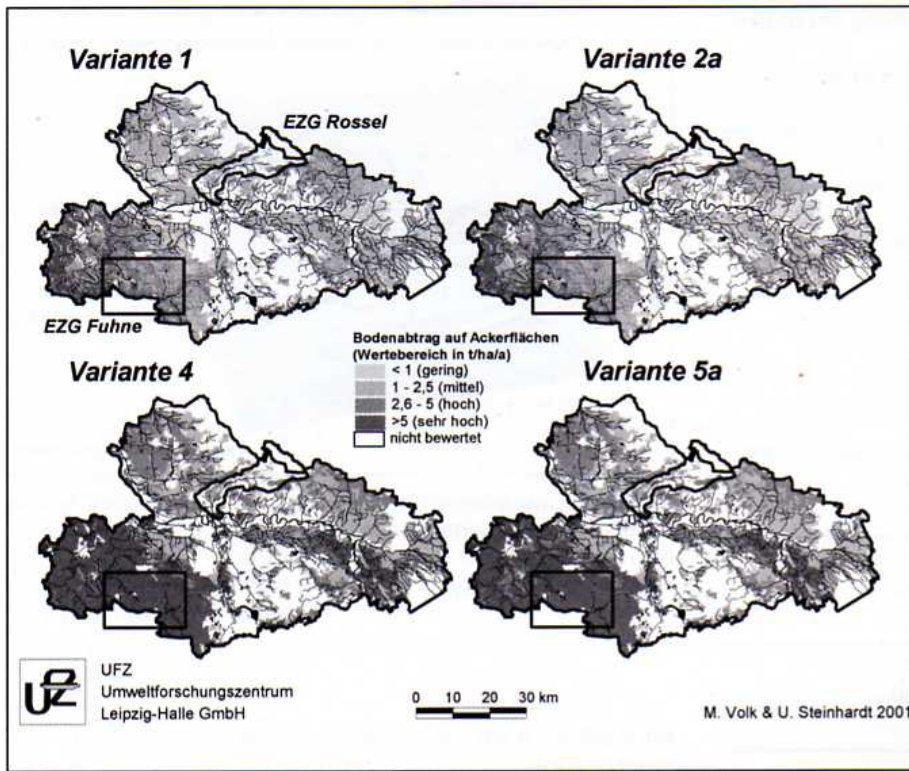 Variante 1
Variante 2a
EZG Rossel
EZG Fuhne
Bodenabtrag auf Ackerflächen
(Wertebereich in t/ha/a)
< 1 (gering)
1 - 2,5 (mittel)
2,6 - 5 (hoch)
>5 (sehr hoch)
nicht bewertet
Variante 4
Variante 5a
UFZ
UFZ
Umweltforschungszentrum
Leipzig-Halle GmbH
0 10 20 30 km
M. Volk & U. Steinhardt 2001